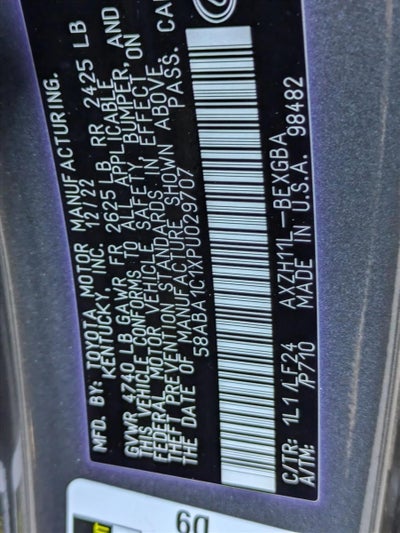 MFD. BY: TOYOTA MOTOR MANUFACTURING.
KENTUCKY, INC. 12/22
GVWR 4740 LB GAWR FR 2625 LB RR 2425 LB
THIS VEHICLE CONFORMS TO ALL APPLICABLE
FEDERAL MOTOR VEHICLE SAFETY, BUMPER, AND
THEFT PREVENTION STANDARDS IN EFFECT ON
THE DATE OF MANUFACTURE SHOWN ABOVE.
58ABA1C1XPU029707 PASS. CAR
C/TR: 1L1 LF24 AXZH11L-BEXGBA
A/TM: /P710 MADE IN U.S.A. 98482
D9